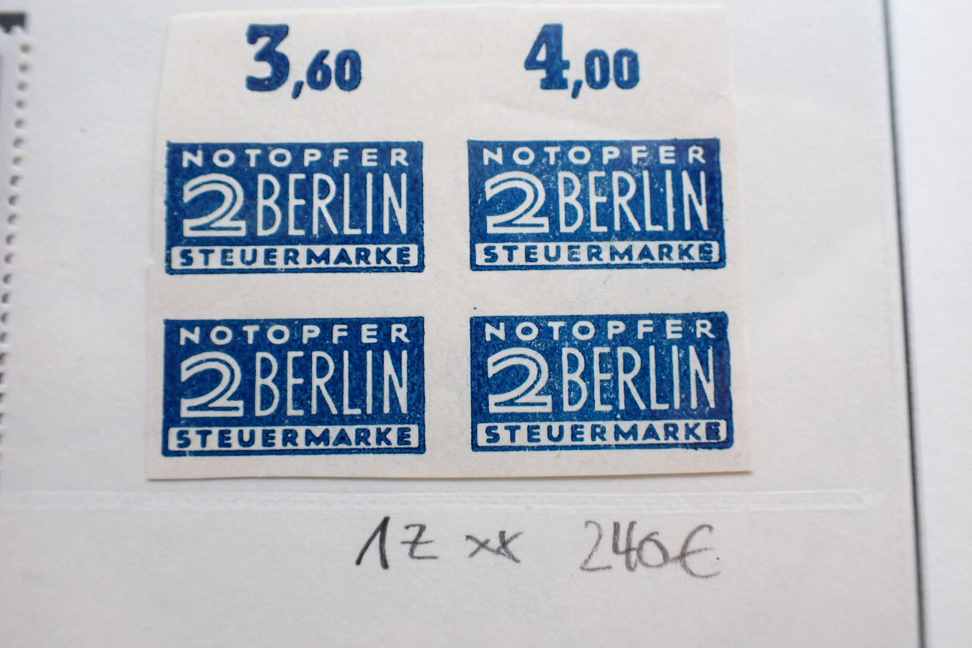 3,60 4,00
NOTOPFER NOTOPFER
2 BERLIN 2 BERLIN
STEUERMARKE STEUERMARKE
NOTOPFER NOTOPFER
2 BERLIN 2 BERLIN
STEUERMARKE STEUERMARKE
1Z xx 240€